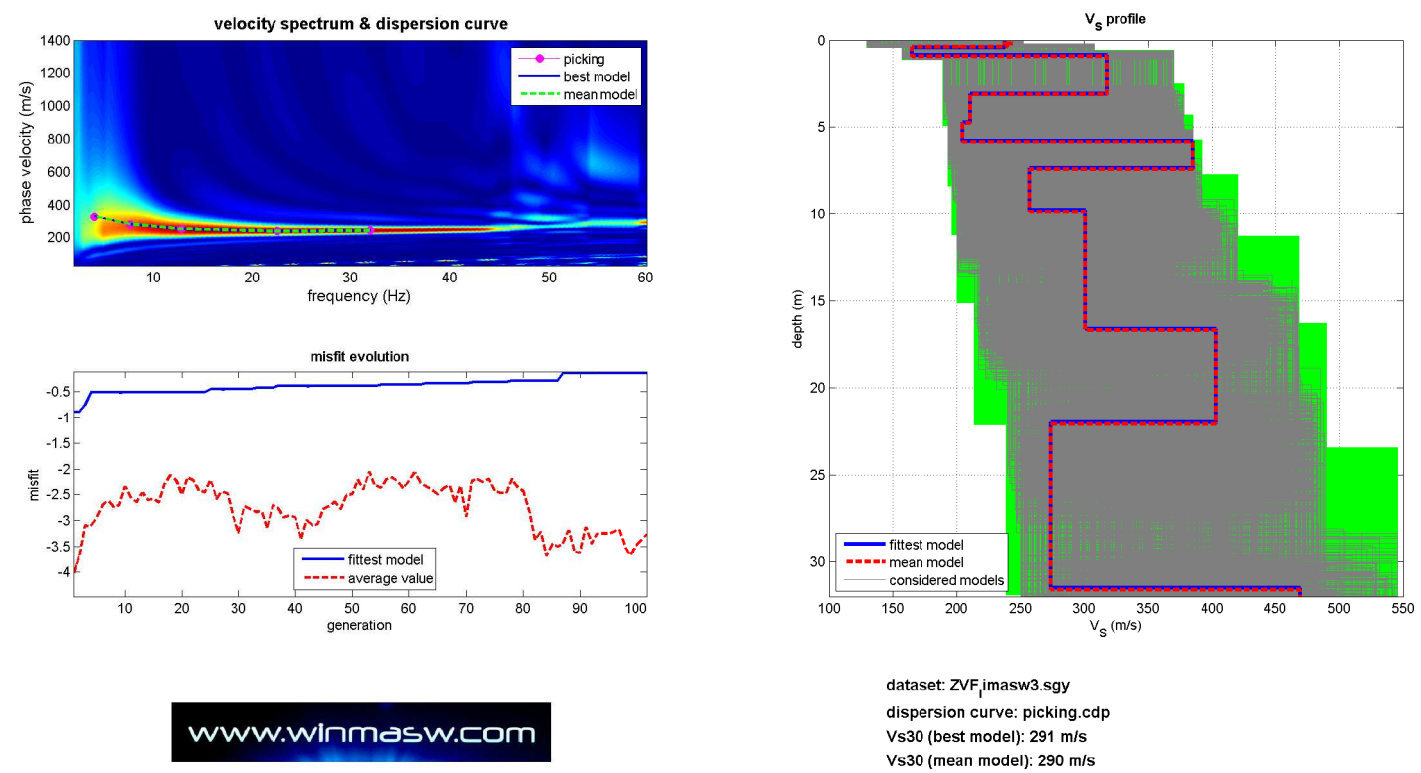 velocity spectrum & dispersion curve
1400
1200
1000
800
600
400
200
phase velocity (m/s)
picking
best model
mean model
10 20 30 40 50 60
frequency (Hz)
misfit evolution
-0.5
-1
-1.5
-2
-2.5
-3
-3.5
-4
misfit
fittest model
average value
10 20 30 40 50 60 70 80 90 100
generation
www.winmasw.com
VS profile
0
5
10
15
20
25
30
depth (m)
fittest model
mean model
considered models
100 150 200 250 300 350 400 450 500 550
VS (m/s)
dataset: ZVFlimasw3.sgy
dispersion curve: picking.cdp
Vs30 (best model): 291 m/s
Vs30 (mean model): 290 m/s